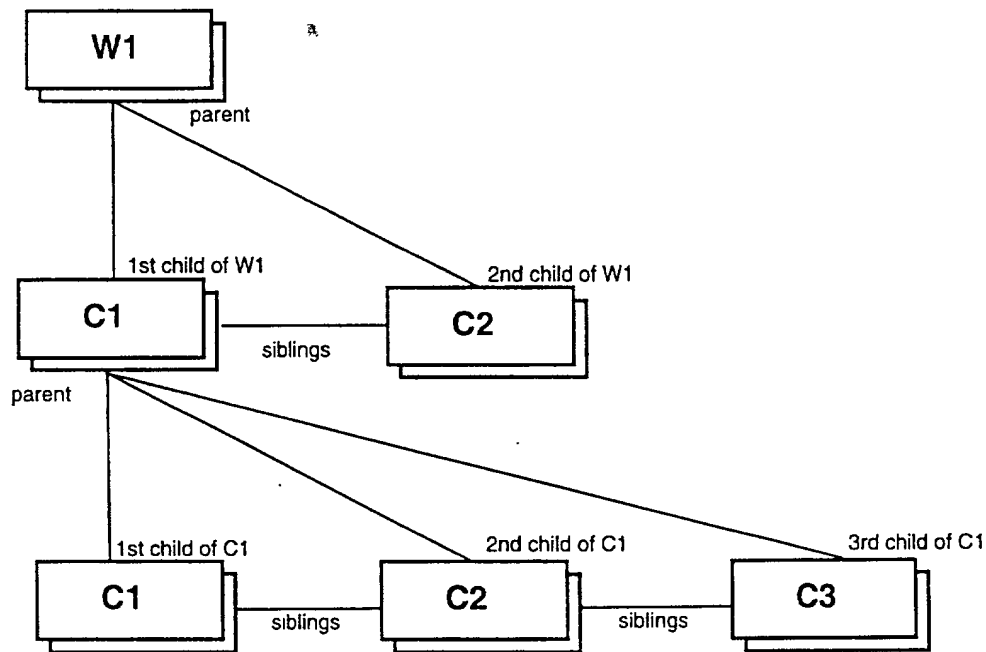 W1
parent
1st child of W1
2nd child of W1
C1
C2
siblings
parent
1st child of C1
2nd child of C1
3rd child of C1
C1
C2
C3
siblings
siblings